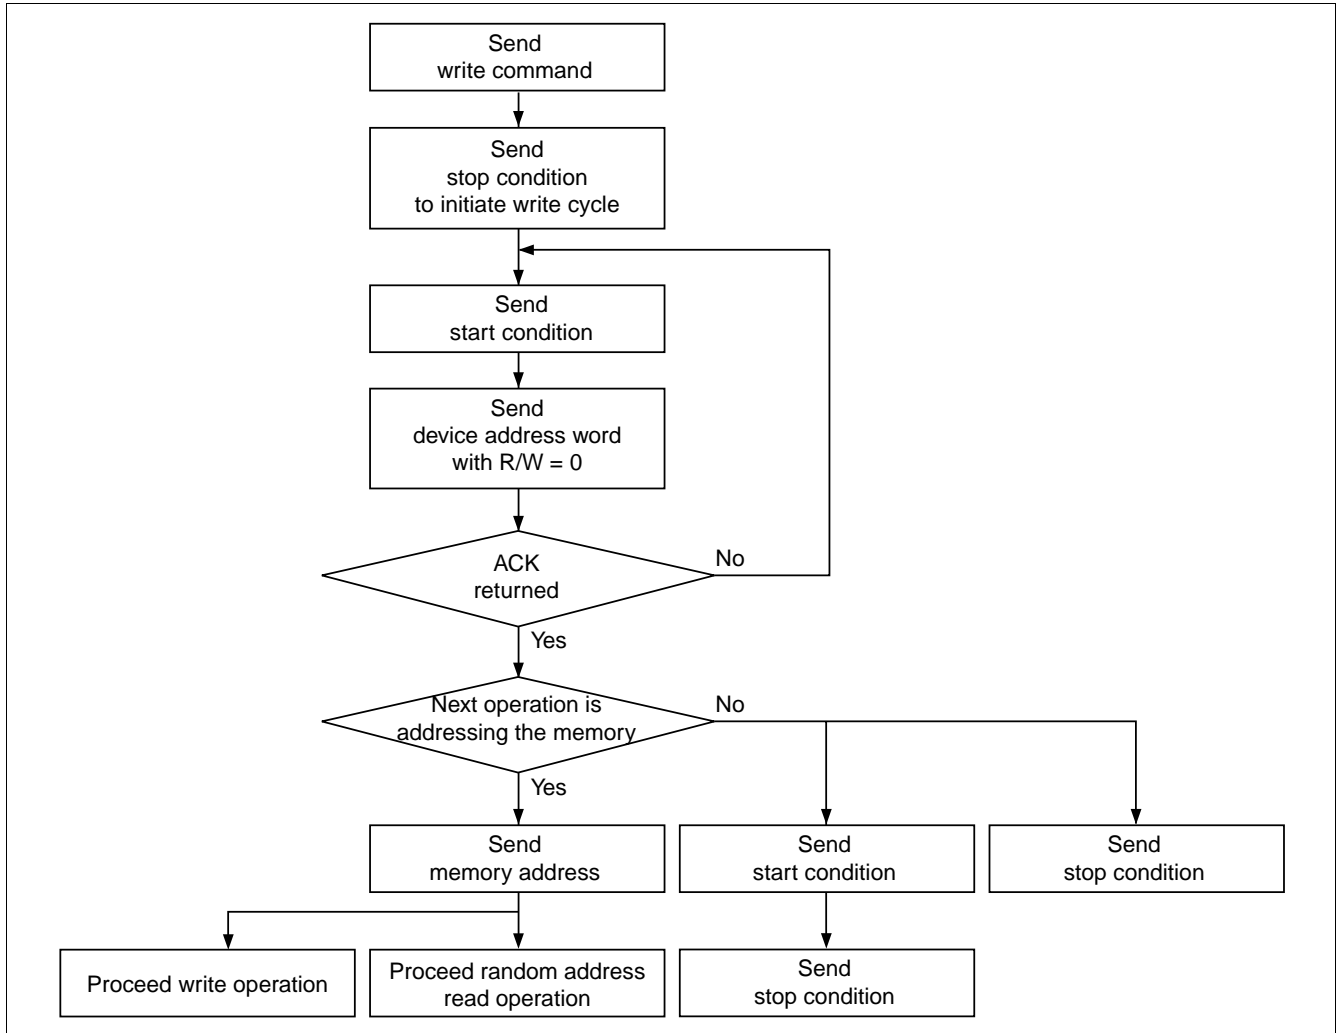 Send
write command
Send
stop condition
to initiate write cycle
Send
start condition
Send
device address word
with R/W = 0
ACK
returned
No
Yes
Next operation is
addressing the memory
No
Yes
Send
memory address
Send
start condition
Send
stop condition
Proceed write operation
Proceed random address
read operation
Send
stop condition